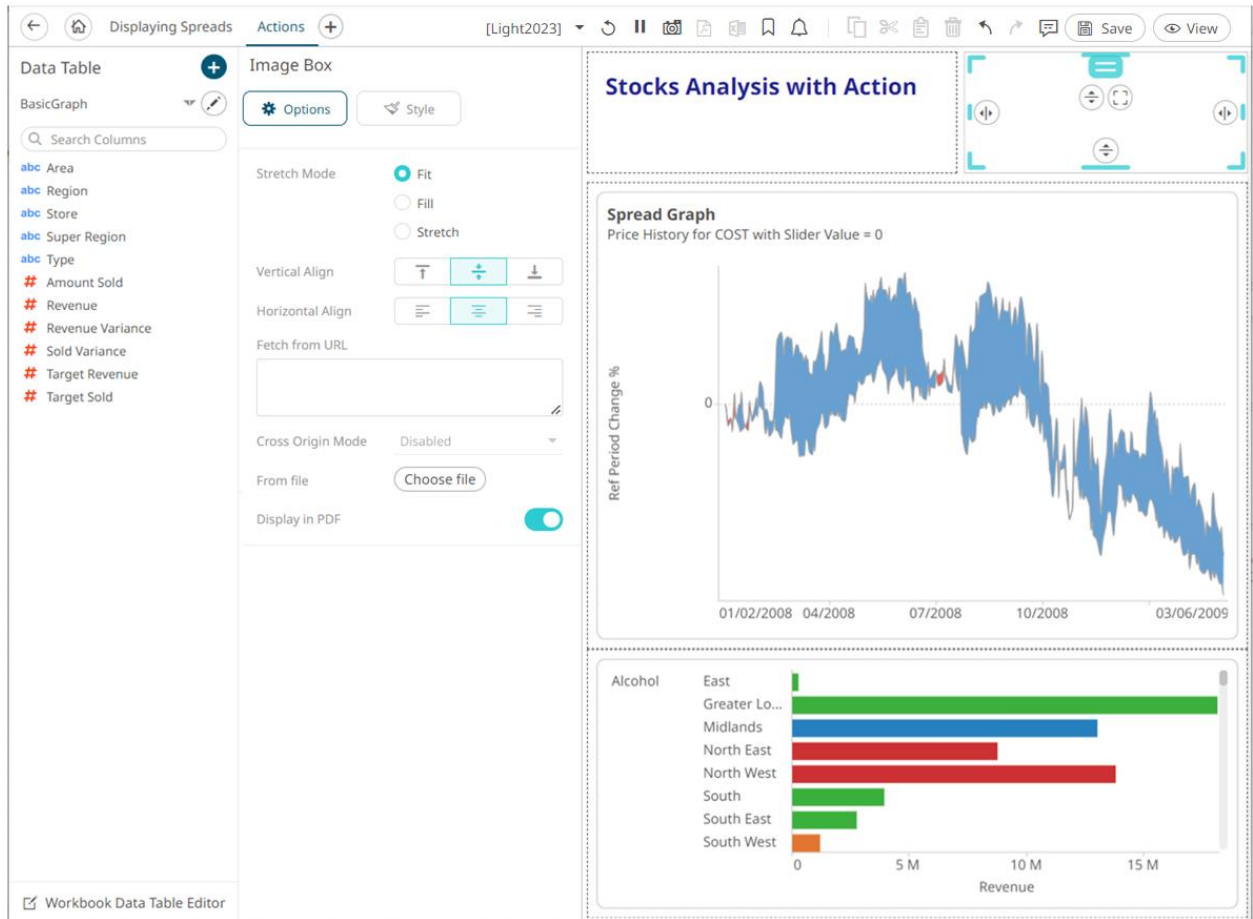 Displaying Spreads Actions [Light2023] Save View
Data Table
BasicGraph
Search Columns
abc Area
abc Region
abc Store
abc Super Region
abc Type
# Amount Sold
# Revenue
# Revenue Variance
# Sold Variance
# Target Revenue
# Target Sold
Workbook Data Table Editor
Image Box
Options Style
Stretch Mode Fit
Fill
Stretch
Vertical Align
Horizontal Align
Fetch from URL
Cross Origin Mode Disabled
From file Choose file
Display in PDF
Stocks Analysis with Action
Spread Graph
Price History for COST with Slider Value = 0
Ref Period Change %
0
01/02/2008 04/2008 07/2008 10/2008 03/06/2009
Alcohol East
Greater Lo...
Midlands
North East
North West
South
South East
South West
0 5 M 10 M 15 M
Revenue